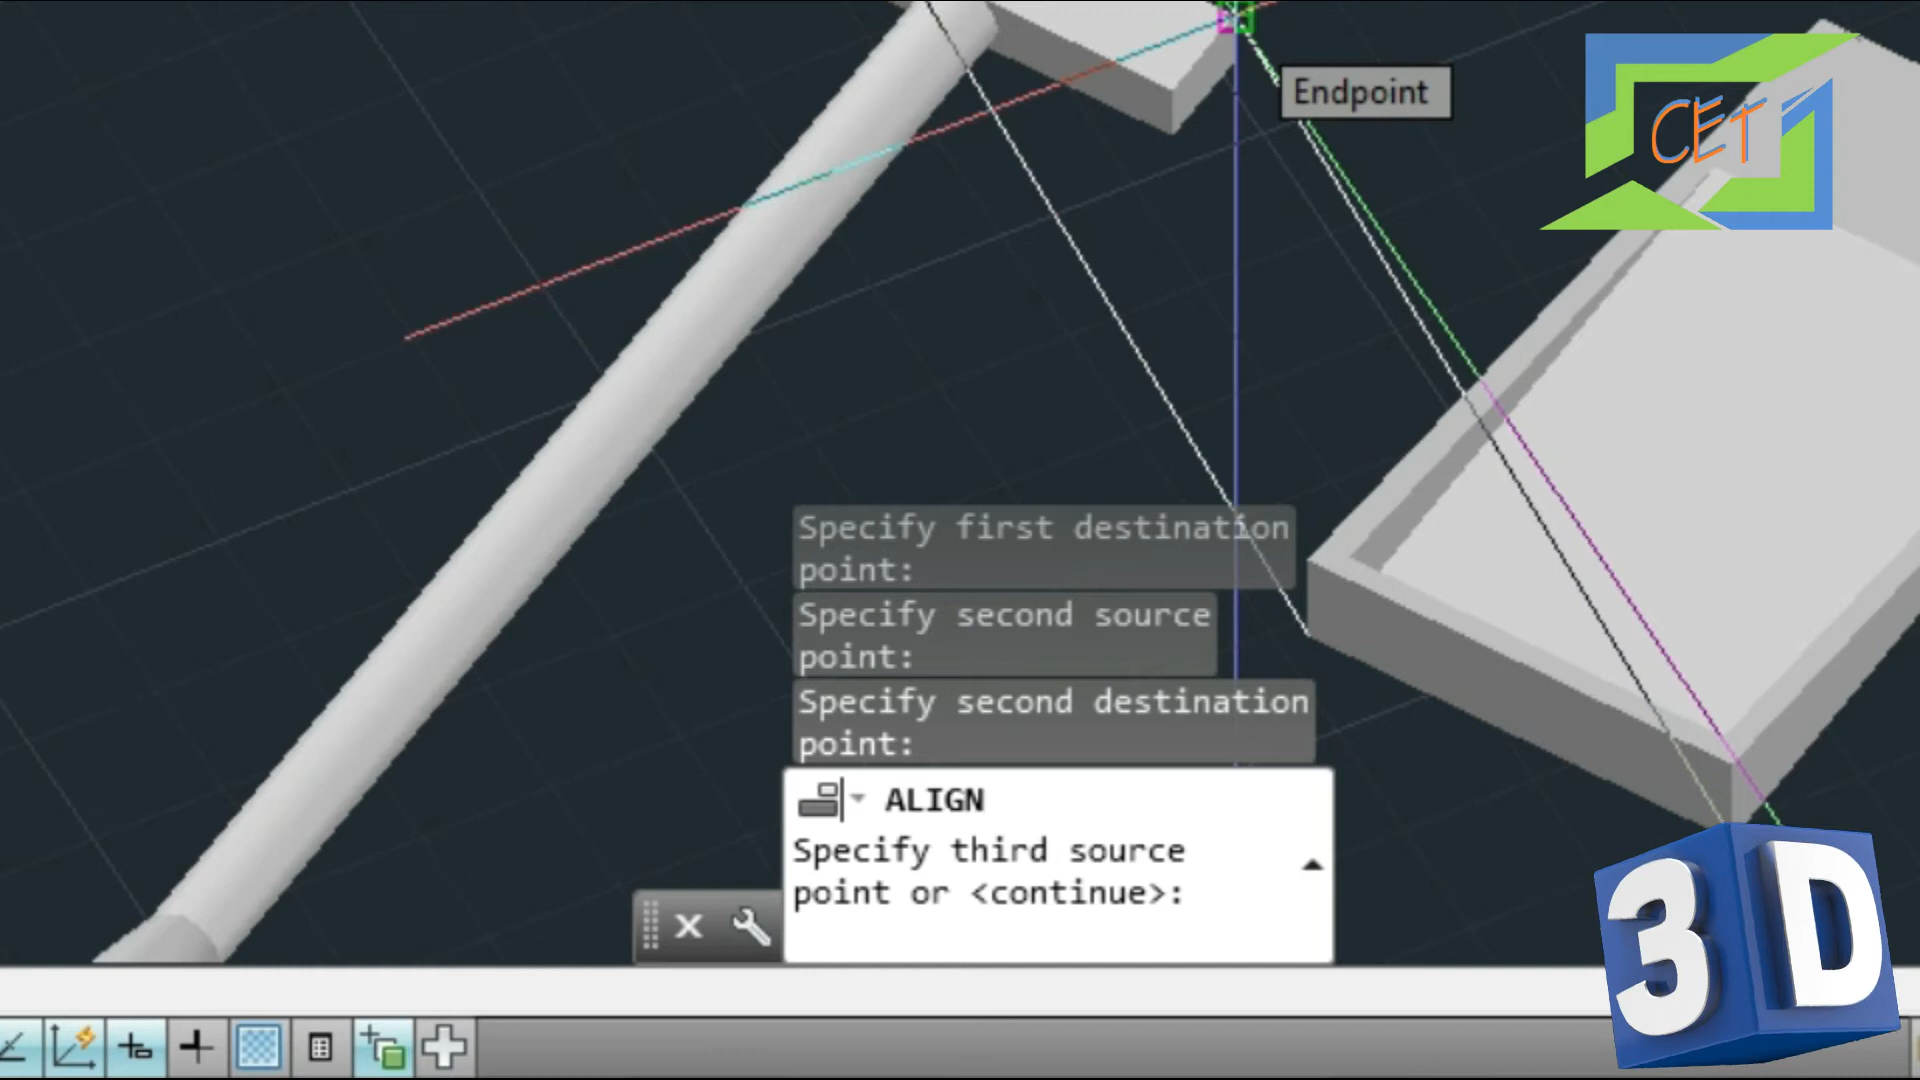 Endpoint
CET
Specify first destination
point:
Specify second source
point:
Specify second destination
point:
ALIGN
Specify third source
point or <continue>:
3D